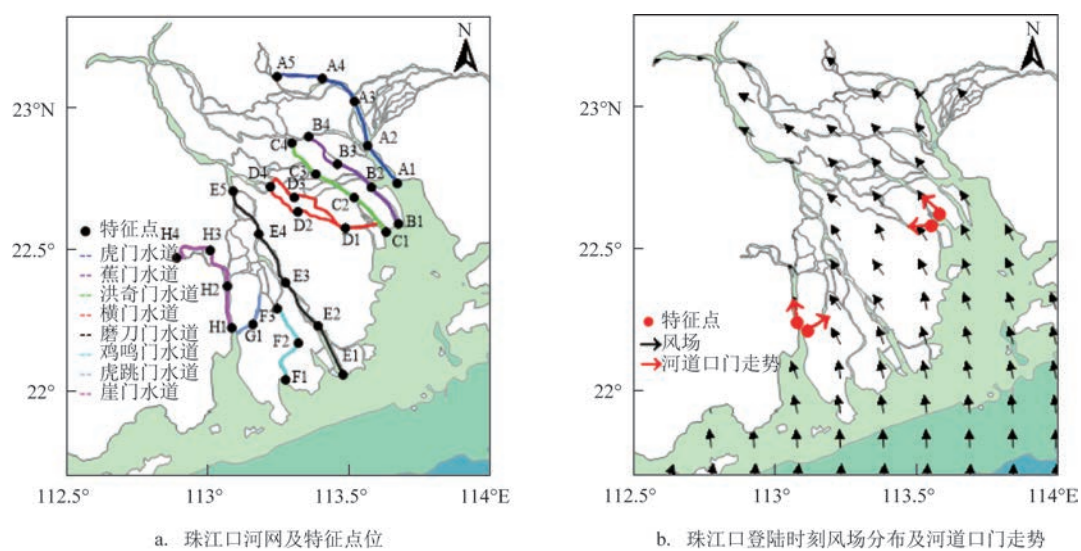 N
A5
A4
A3
A2
A1
B4
B3
B2
B1
C4
C3
C2
C1
D4
D3
D2
D1
E5
E4
E3
E2
E1
F3
F2
F1
G1
H4
H3
H2
H1
特征点
虎门水道
蕉门水道
洪奇门水道
横门水道
磨刀门水道
鸡鸣门水道
虎跳门水道
崖门水道
23°N
22.5°
22°
112.5°
113°
113.5°
114°E
a. 珠江口河网及特征点位
N
特征点
风场
河道口门走势
23°N
22.5°
22°
112.5°
113°
113.5°
114°E
b. 珠江口登陆时刻风场分布及河道口门走势